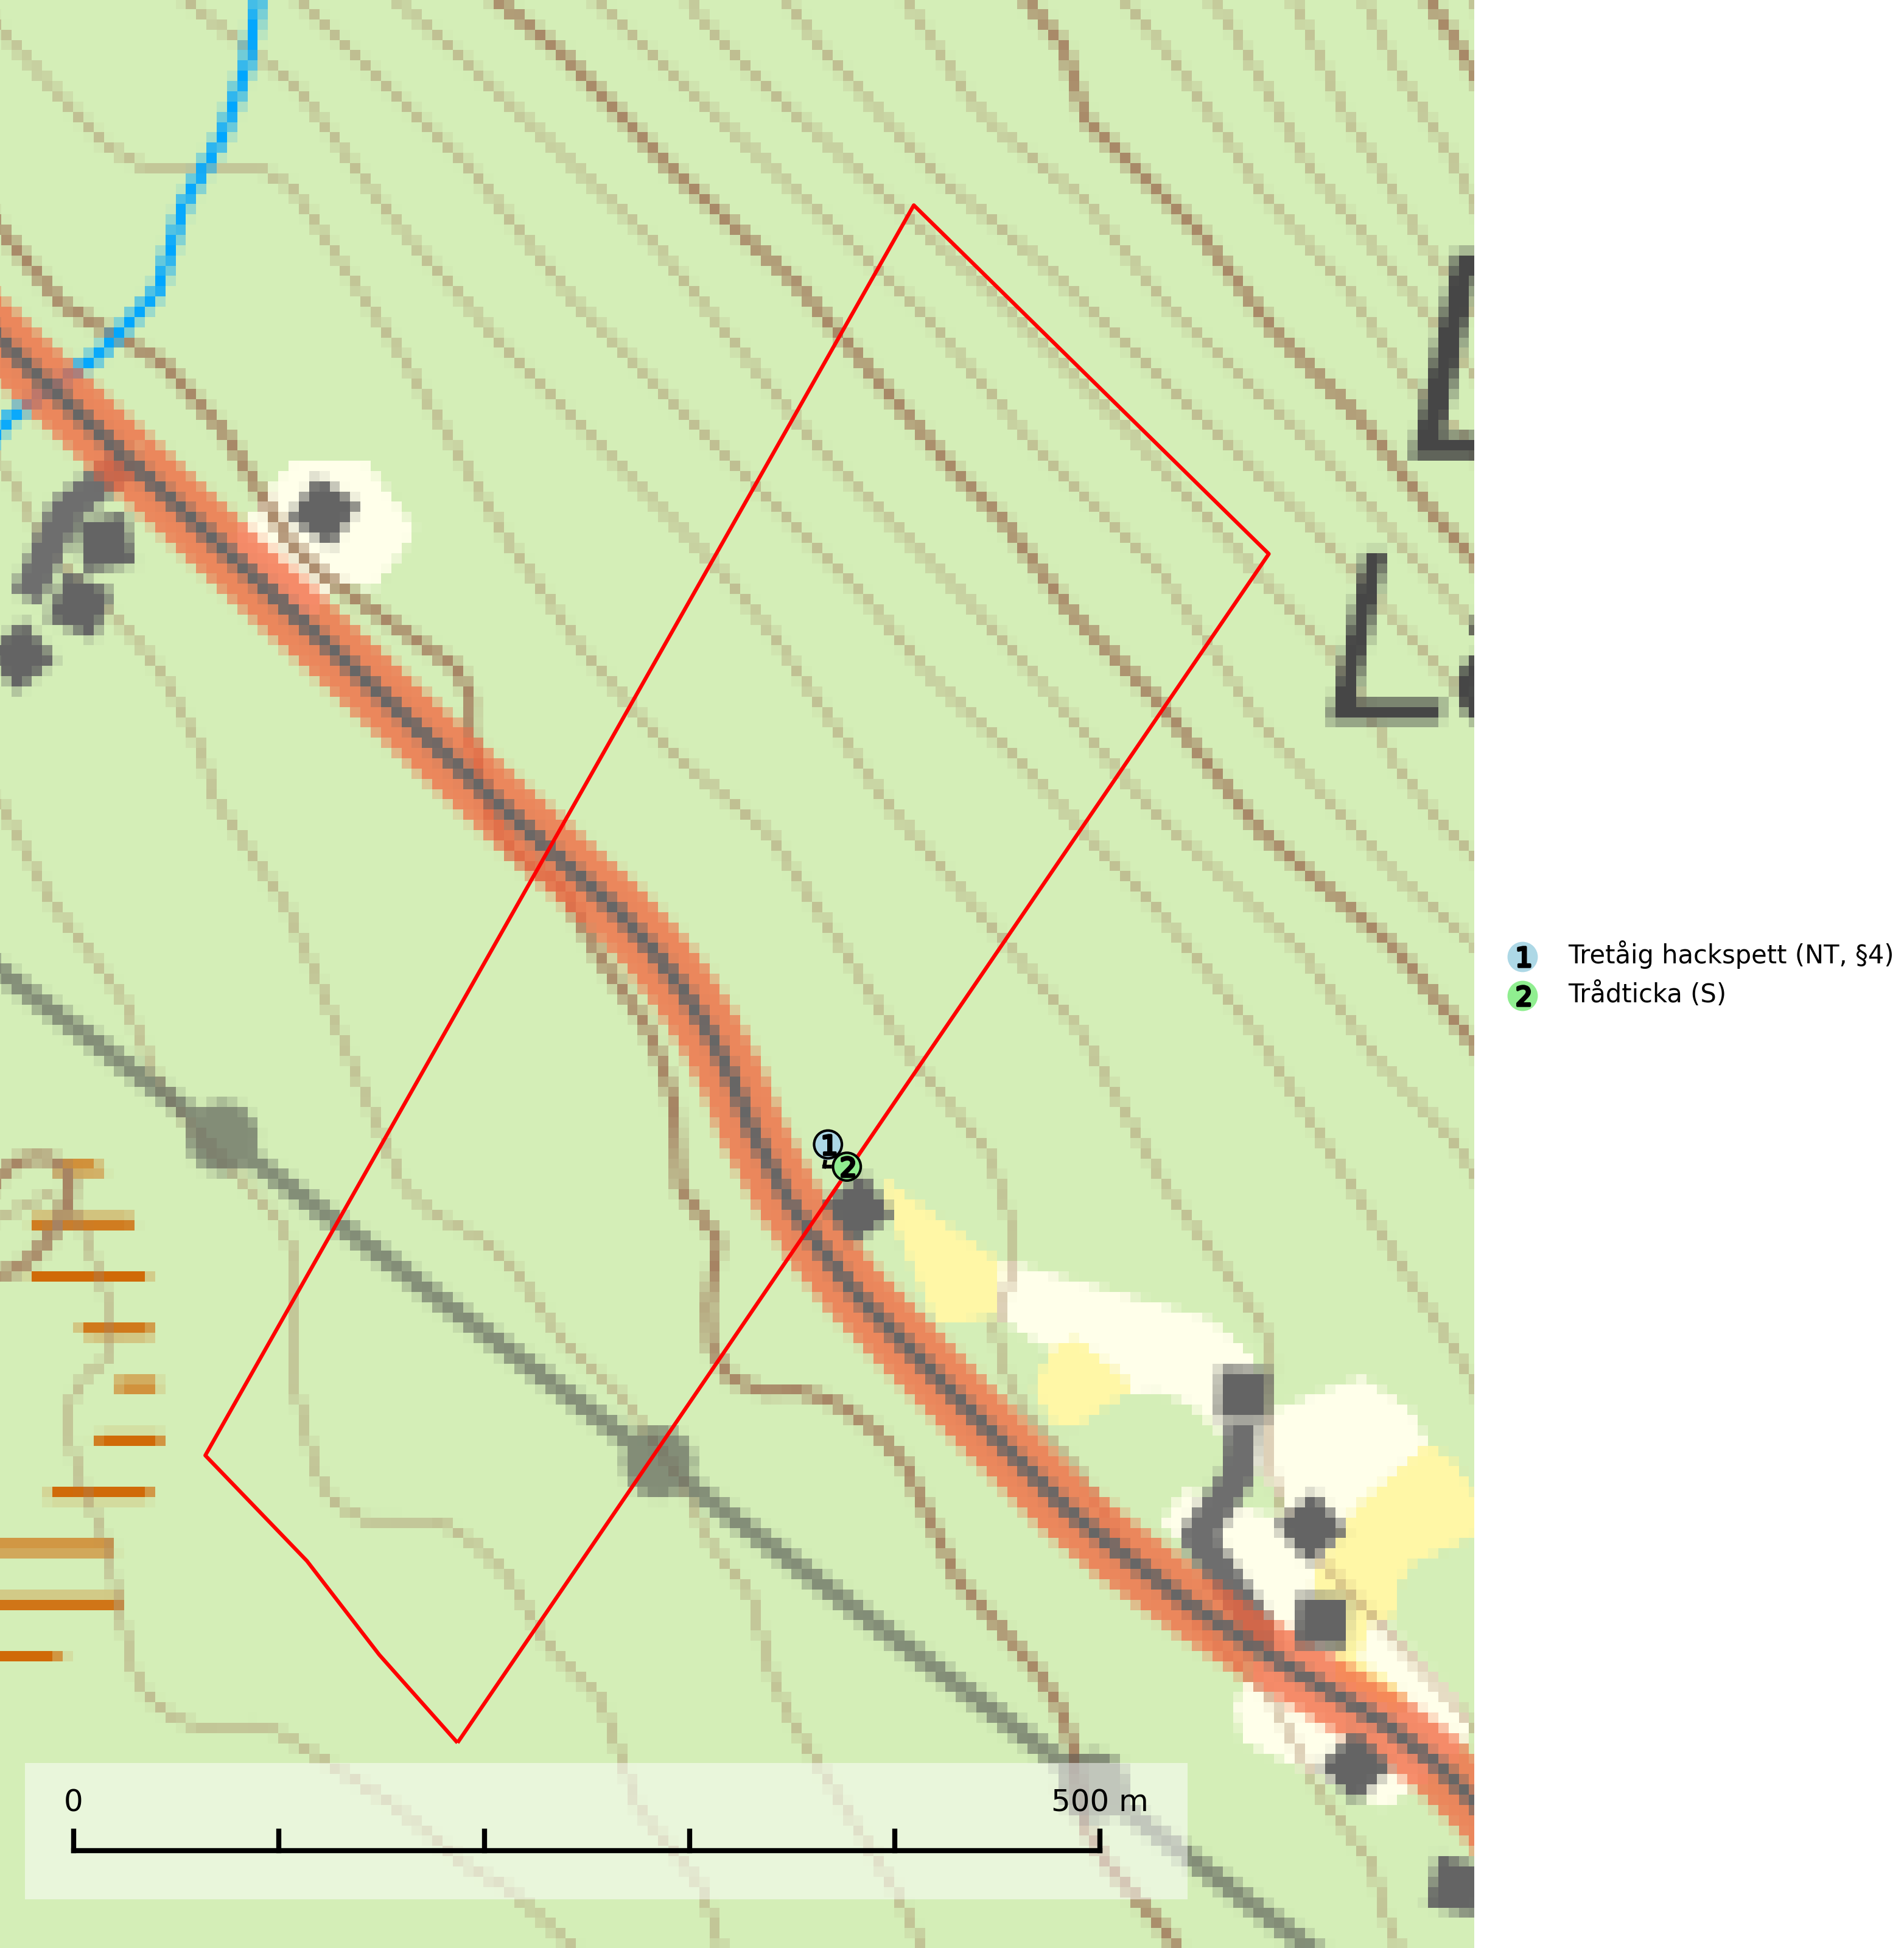 1 Tretåig hackspett (NT, §4)
2 Trådticka (S)
1
2
0 500 m